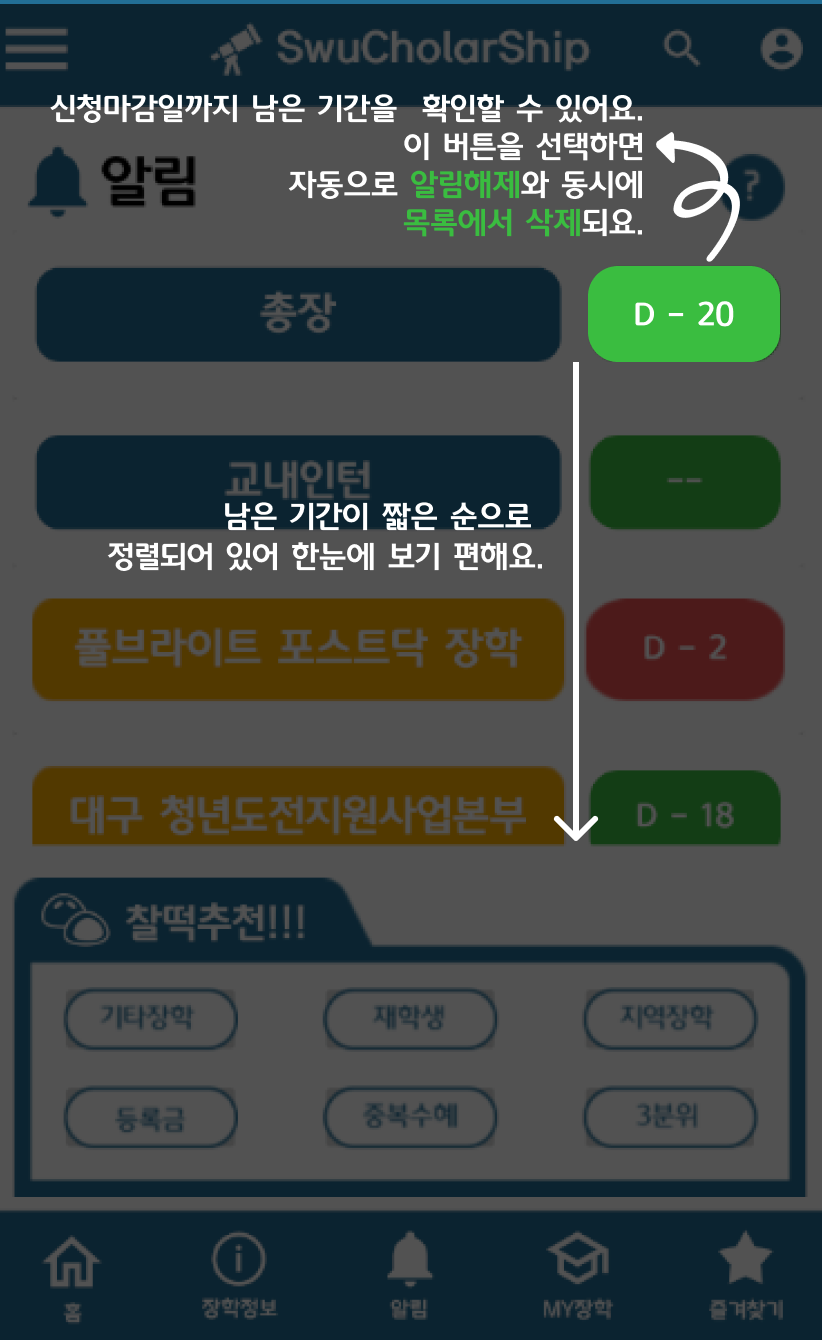 SwuCholarShip
신청마감일까지 남은 기간을 확인할 수 있어요.
이 버튼을 선택하면
자동으로 알림해제와 동시에
목록에서 삭제되요.
알림
?
총장
D - 20
교내인턴
--
남은 기간이 짧은 순으로
정렬되어 있어 한눈에 보기 편해요.
풀브라이트 포스트닥 장학
D - 2
대구 청년도전지원사업본부
D - 18
찰떡추천!!!
기타장학 재학생 지역장학
등록금 중복수혜 3분위
홈 장학정보 알림 MY장학 즐겨찾기